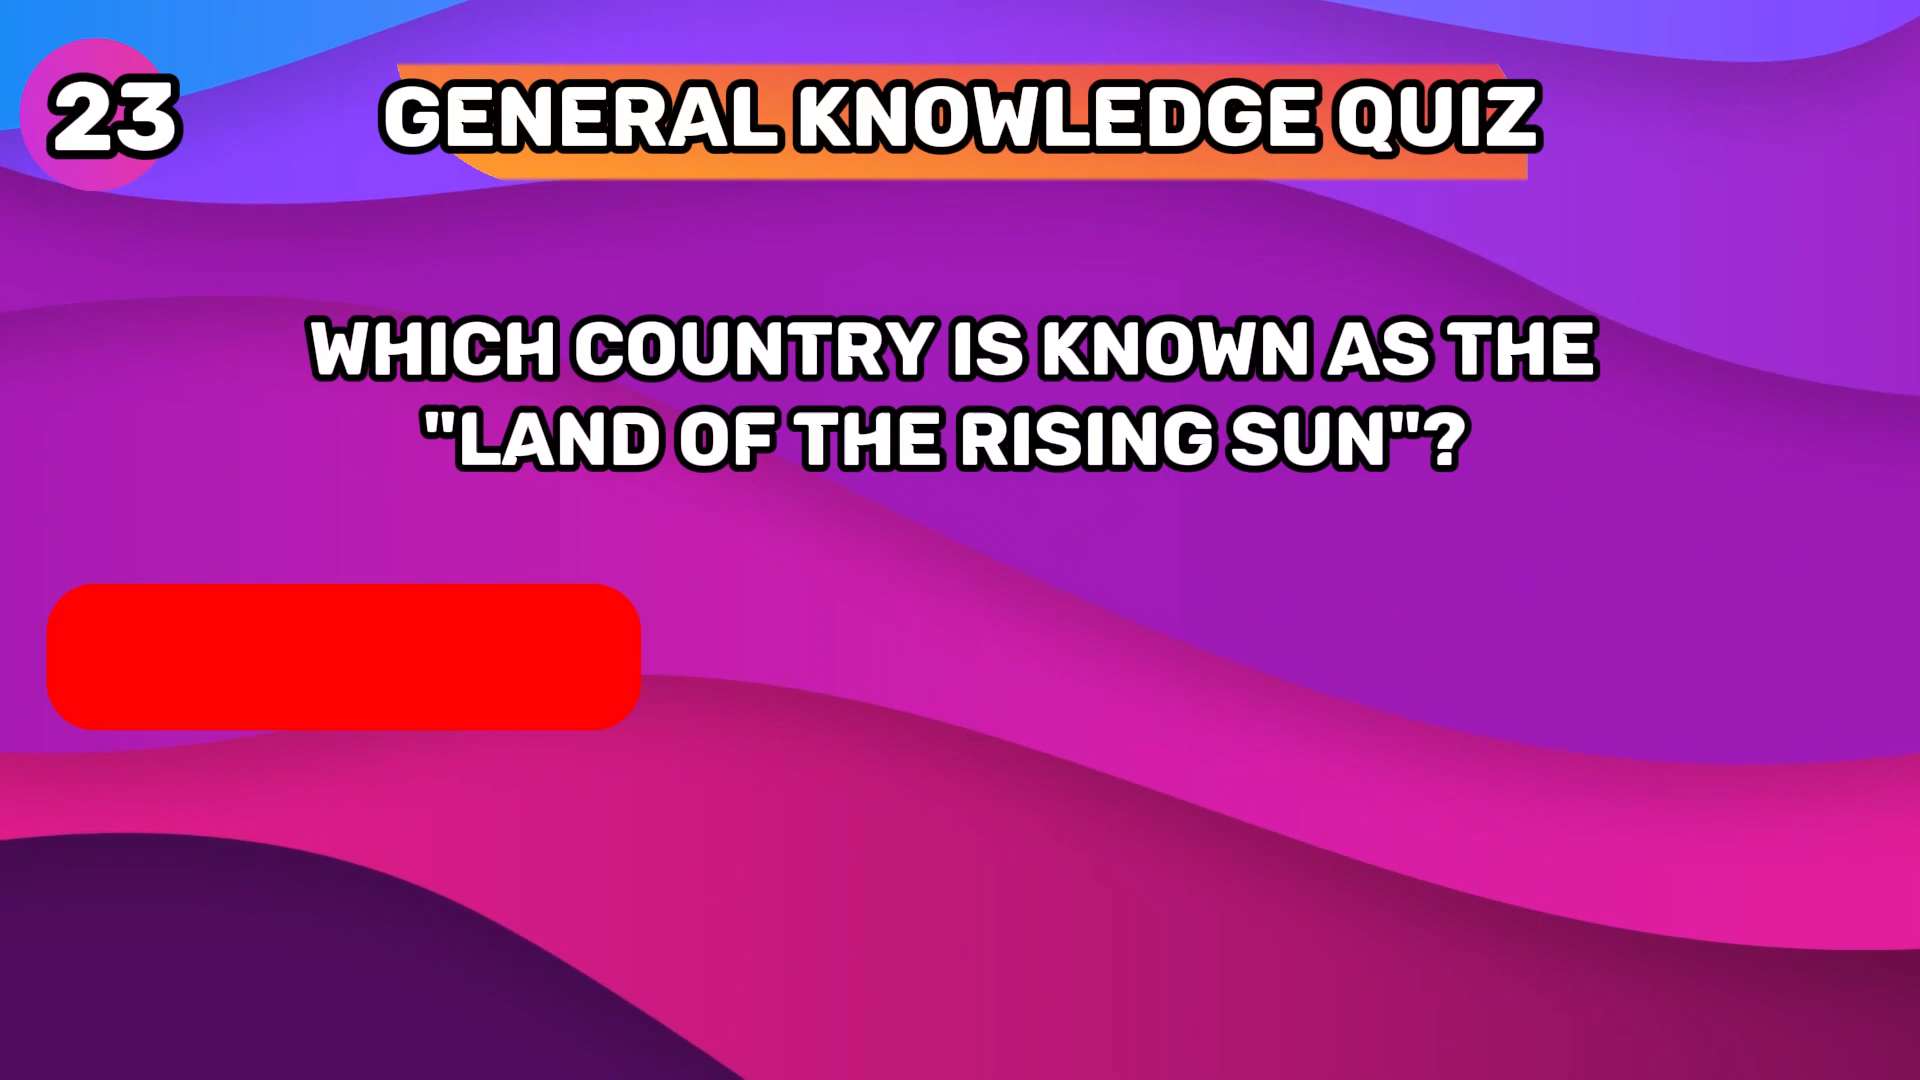 23
GENERAL KNOWLEDGE QUIZ
WHICH COUNTRY IS KNOWN AS THE
"LAND OF THE RISING SUN"?